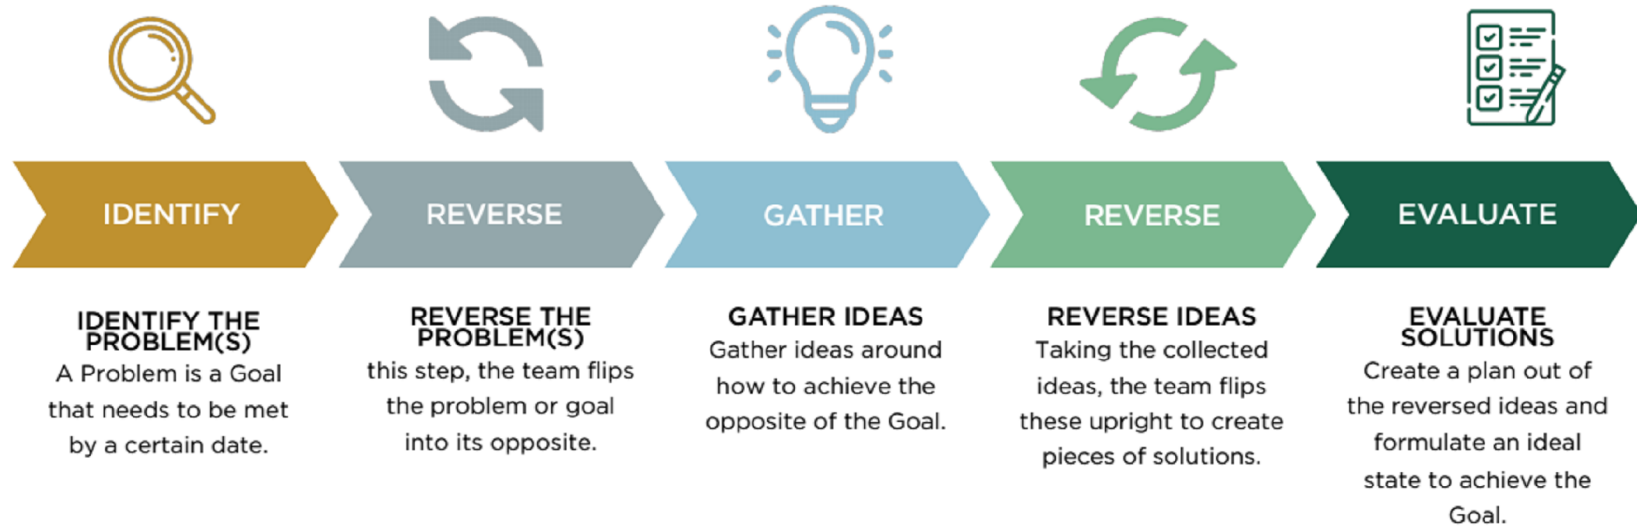 IDENTIFY
REVERSE
GATHER
REVERSE
EVALUATE
IDENTIFY THE
PROBLEM(S)
A Problem is a Goal
that needs to be met
by a certain date.
REVERSE THE
PROBLEM(S)
this step, the team flips
the problem or goal
into its opposite.
GATHER IDEAS
Gather ideas around
how to achieve the
opposite of the Goal.
REVERSE IDEAS
Taking the collected
ideas, the team flips
these upright to create
pieces of solutions.
EVALUATE
SOLUTIONS
Create a plan out of
the reversed ideas and
formulate an ideal
state to achieve the
Goal.